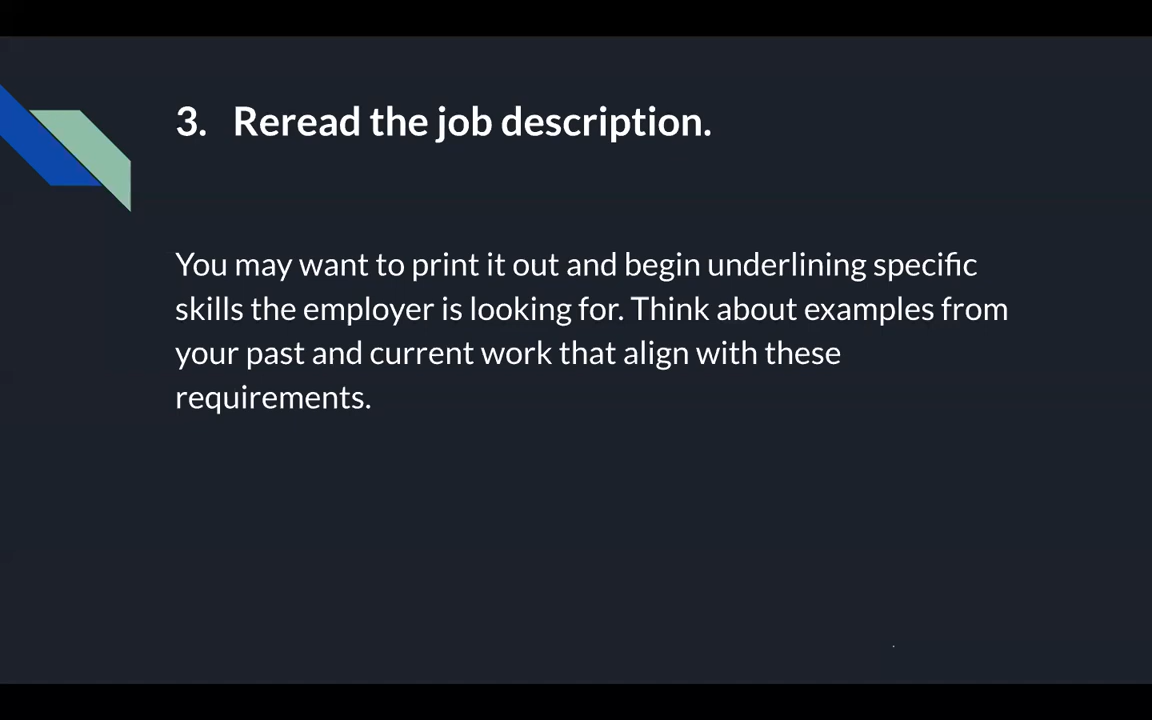 3. Reread the job description.
You may want to print it out and begin underlining specific
skills the employer is looking for. Think about examples from
your past and current work that align with these
requirements.